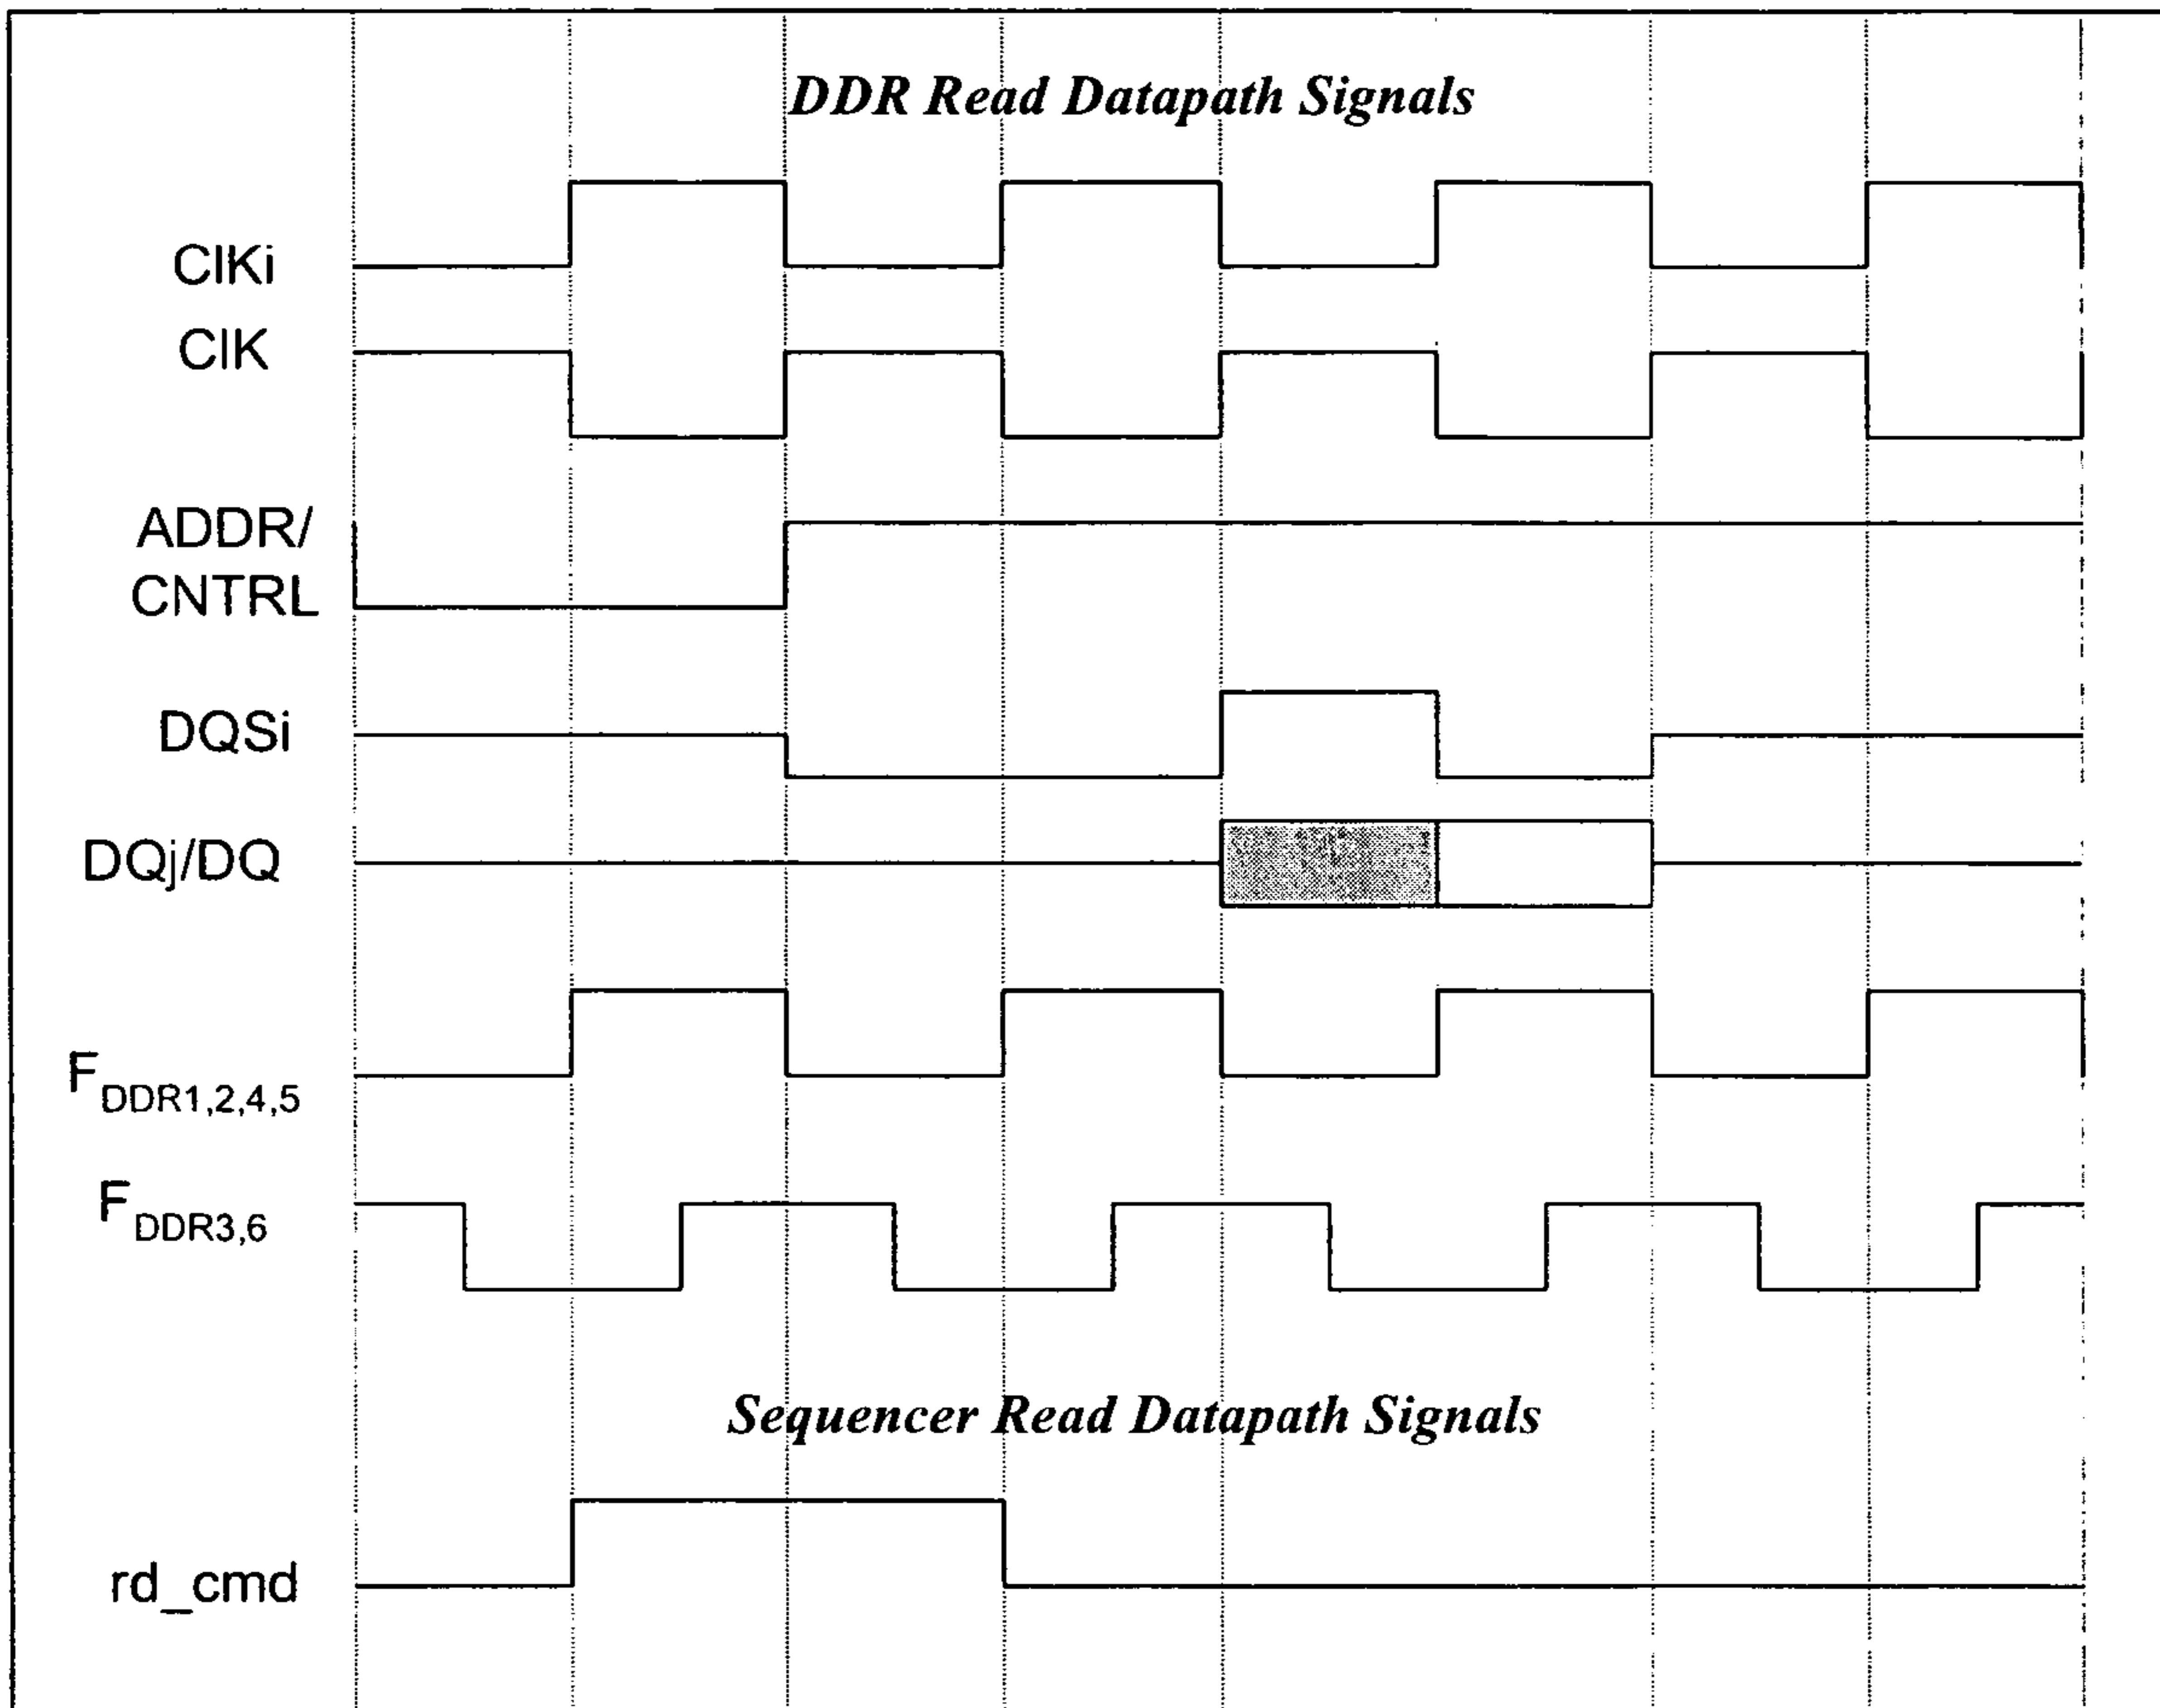 DDR Read Datapath Signals
ClKi
ClK
ADDR/
CNTRL
DQSi
DQj/DQ
FDDR1,2,4,5
FDDR3,6
Sequencer Read Datapath Signals
rd_cmd